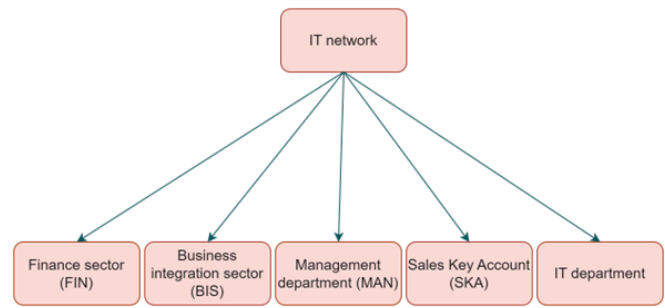 IT network
Finance sector
(FIN)
Business
integration sector
(BIS)
Management
department (MAN)
Sales Key Account
(SKA)
IT department